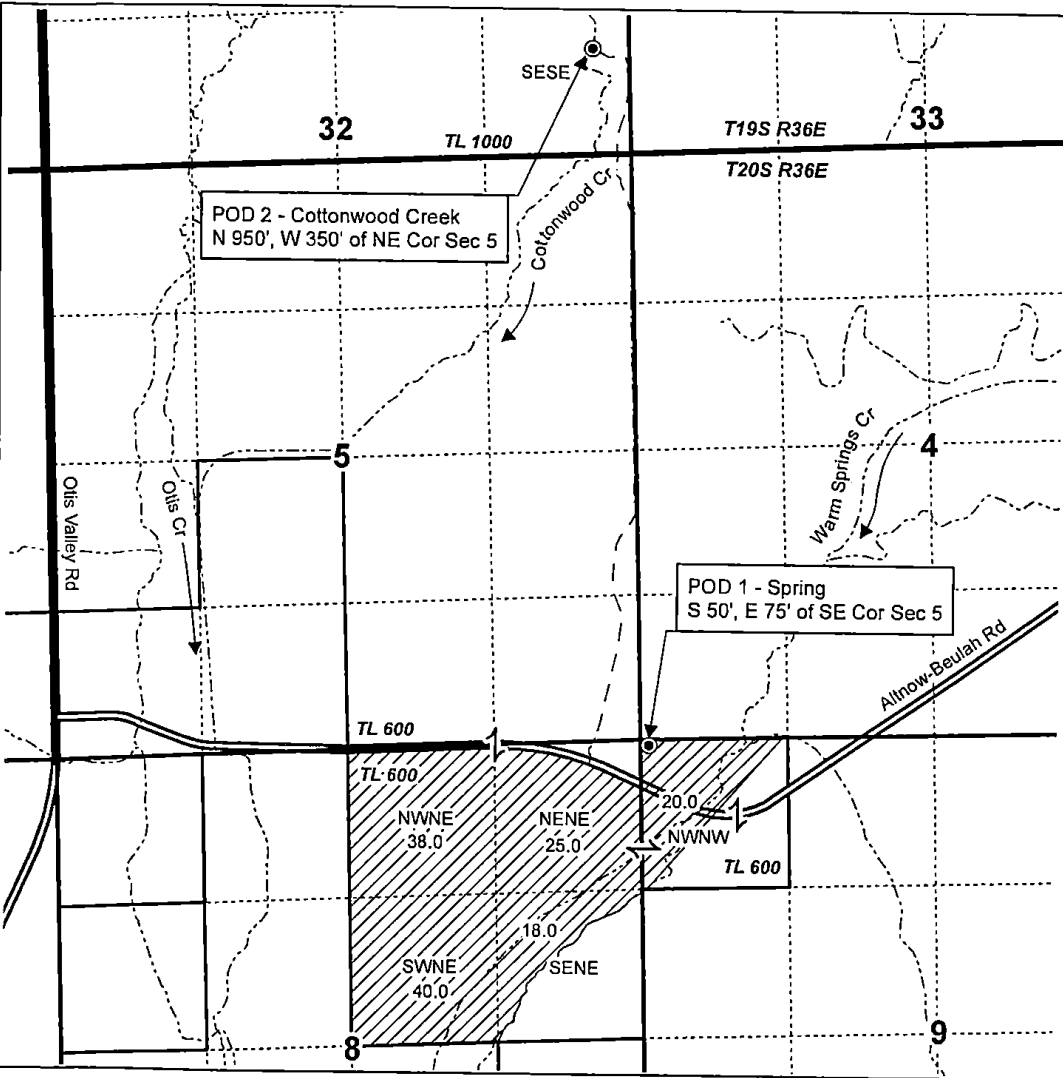 SESE
32
TL 1000
T19S R36E
33
T20S R36E
POD 2 - Cottonwood Creek
N 950', W 350' of NE Cor Sec 5
Cottonwood Cr
5
4
Warm Springs Cr
Otis Valley Rd
Otis Cr
POD 1 - Spring
S 50', E 75' of SE Cor Sec 5
Altnow-Beulah Rd
TL 600
TL 600
NWNE
38.0
NENE
25.0
20.0
NWNW
TL 600
18.0
SWNE
40.0
SENE
8
9